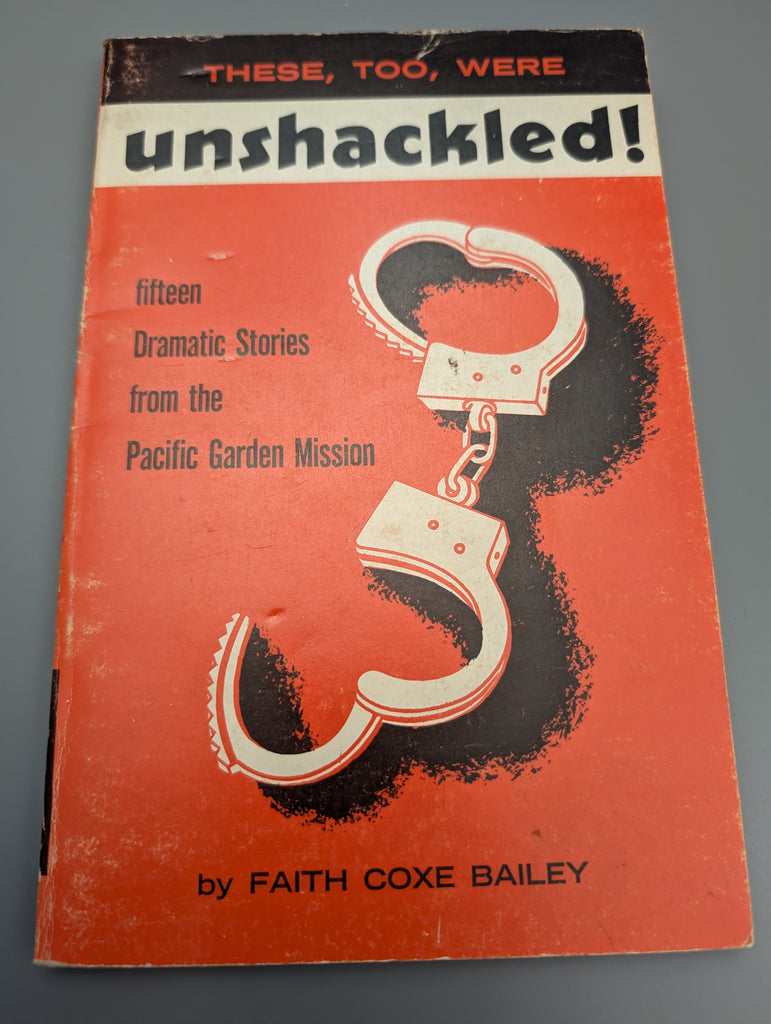 THESE, TOO, WERE
unshackled!
fifteen
Dramatic Stories
from the
Pacific Garden Mission
by FAITH COXE BAILEY